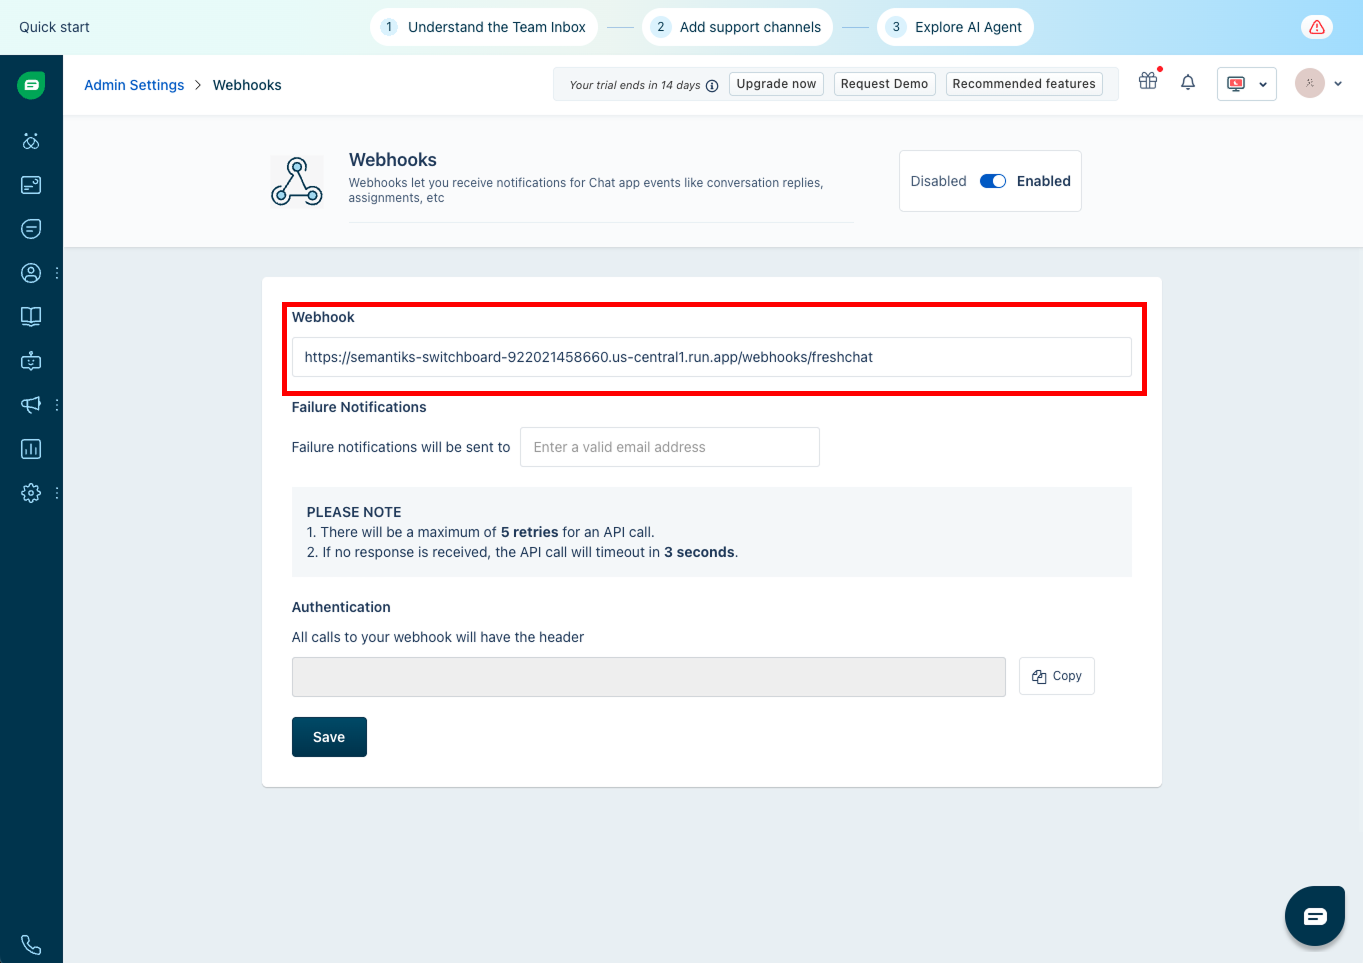 Quick start
1 Understand the Team Inbox
2 Add support channels
3 Explore AI Agent
Admin Settings > Webhooks
Your trial ends in 14 days
Upgrade now
Request Demo
Recommended features
Webhooks
Webhooks let you receive notifications for Chat app events like conversation replies,
assignments, etc
Disabled
Enabled
Webhook
https://semantiks-switchboard-922021458660.us-central1.run.app/webhooks/freshchat
Failure Notifications
Failure notifications will be sent to
Enter a valid email address
PLEASE NOTE
1. There will be a maximum of 5 retries for an API call.
2. If no response is received, the API call will timeout in 3 seconds.
Authentication
All calls to your webhook will have the header
Copy
Save